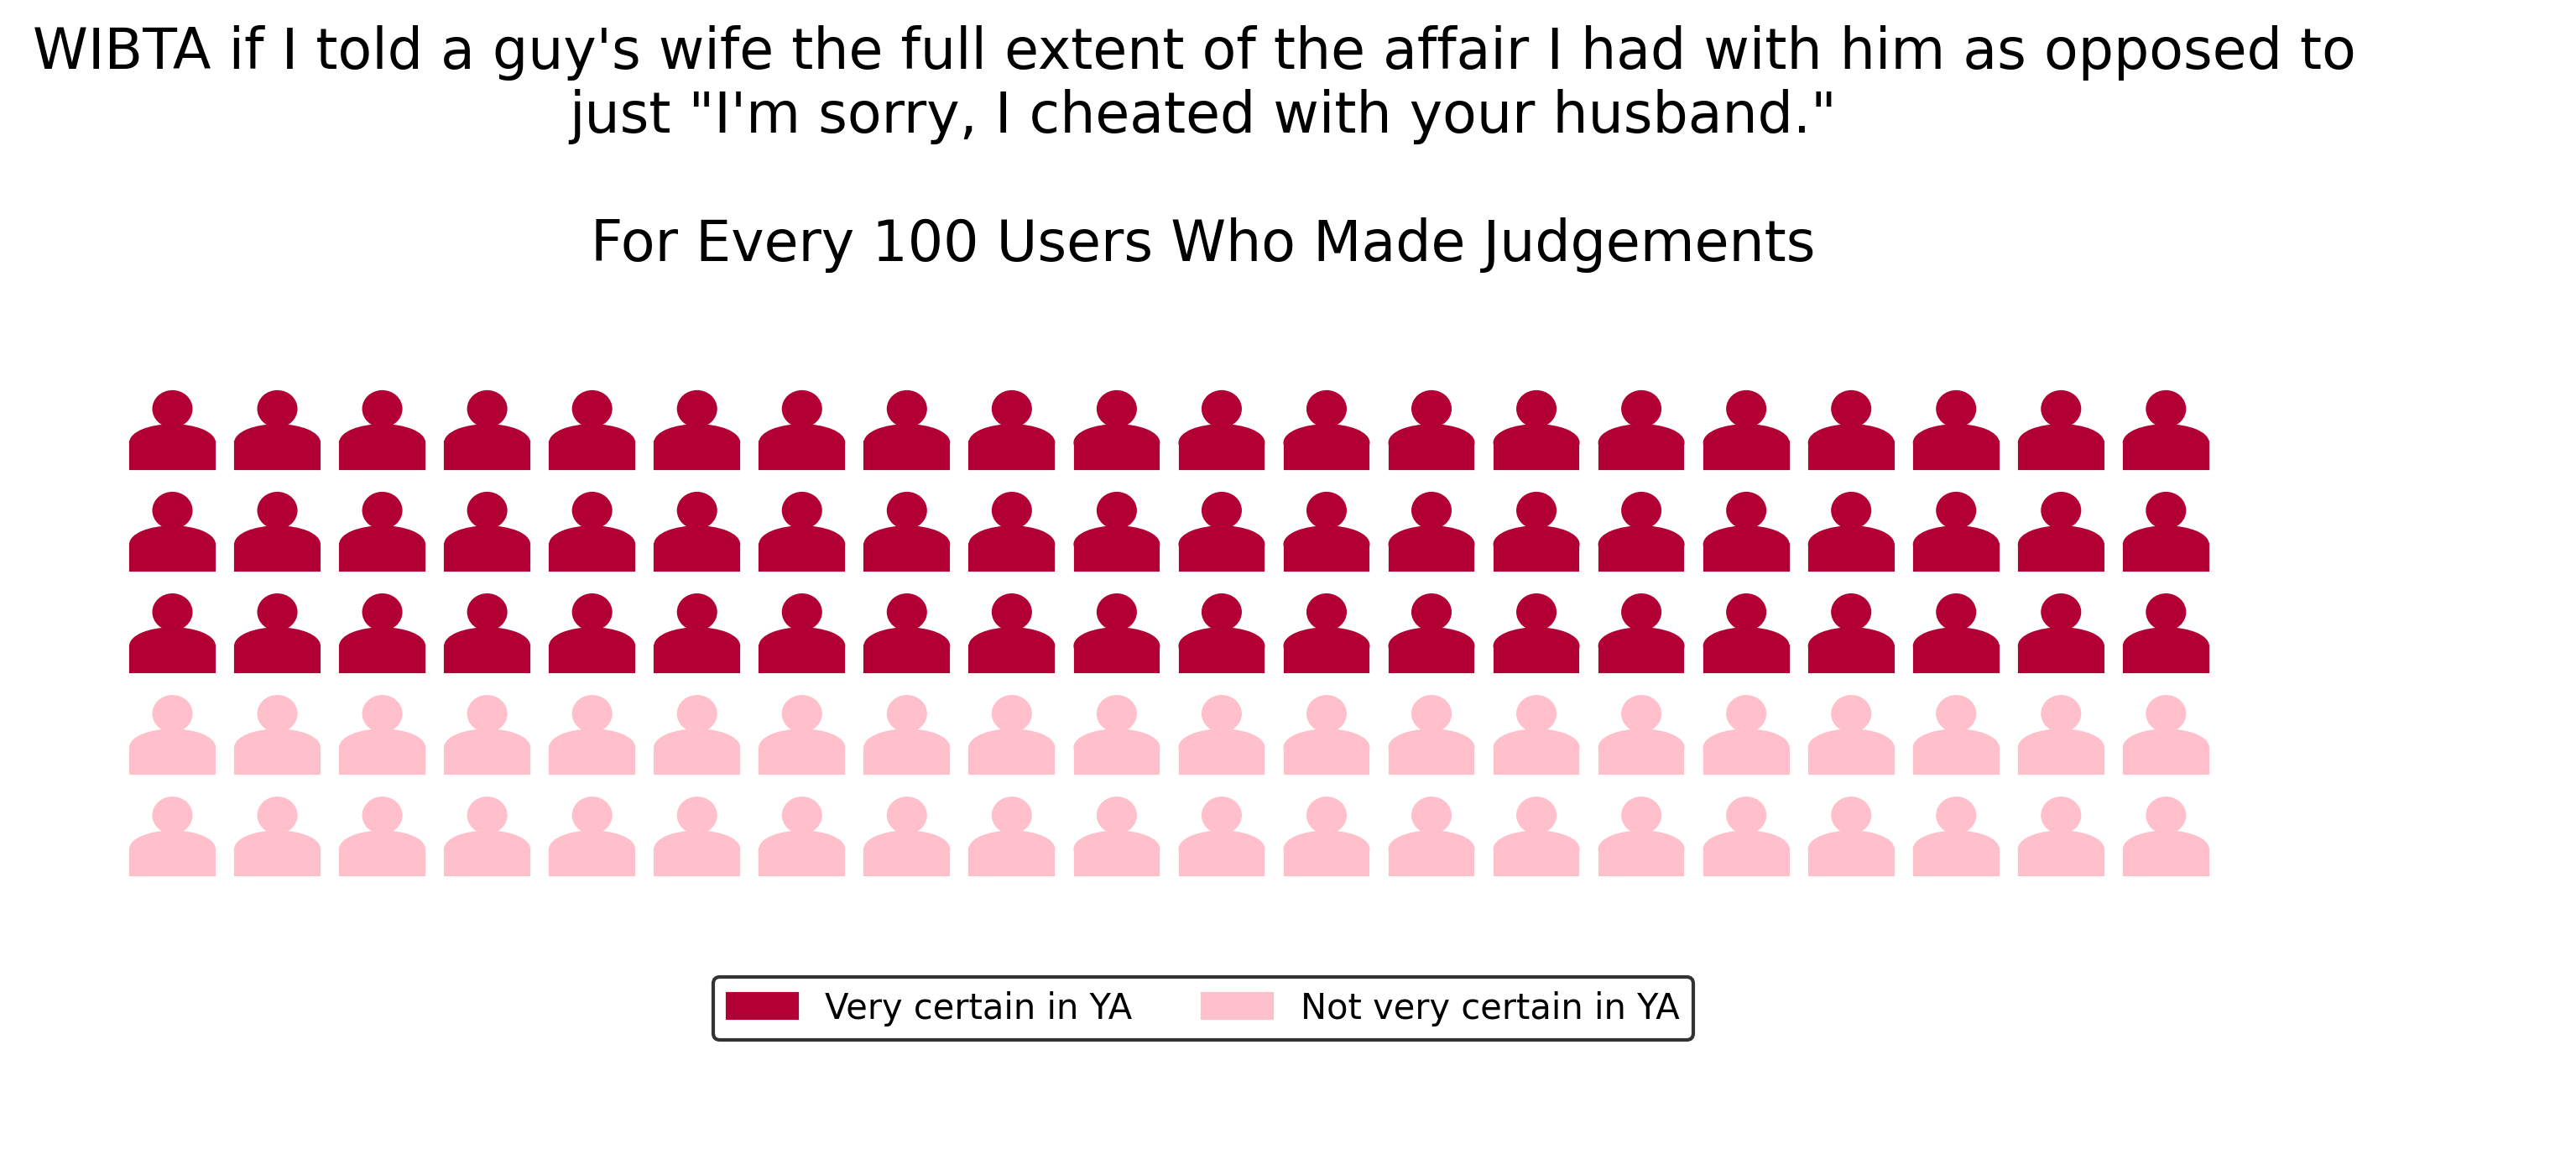 WIBTA if I told a guy's wife the full extent of the affair I had with him as opposed to
just "I'm sorry, I cheated with your husband."
For Every 100 Users Who Made Judgements
Very certain in YA
Not very certain in YA